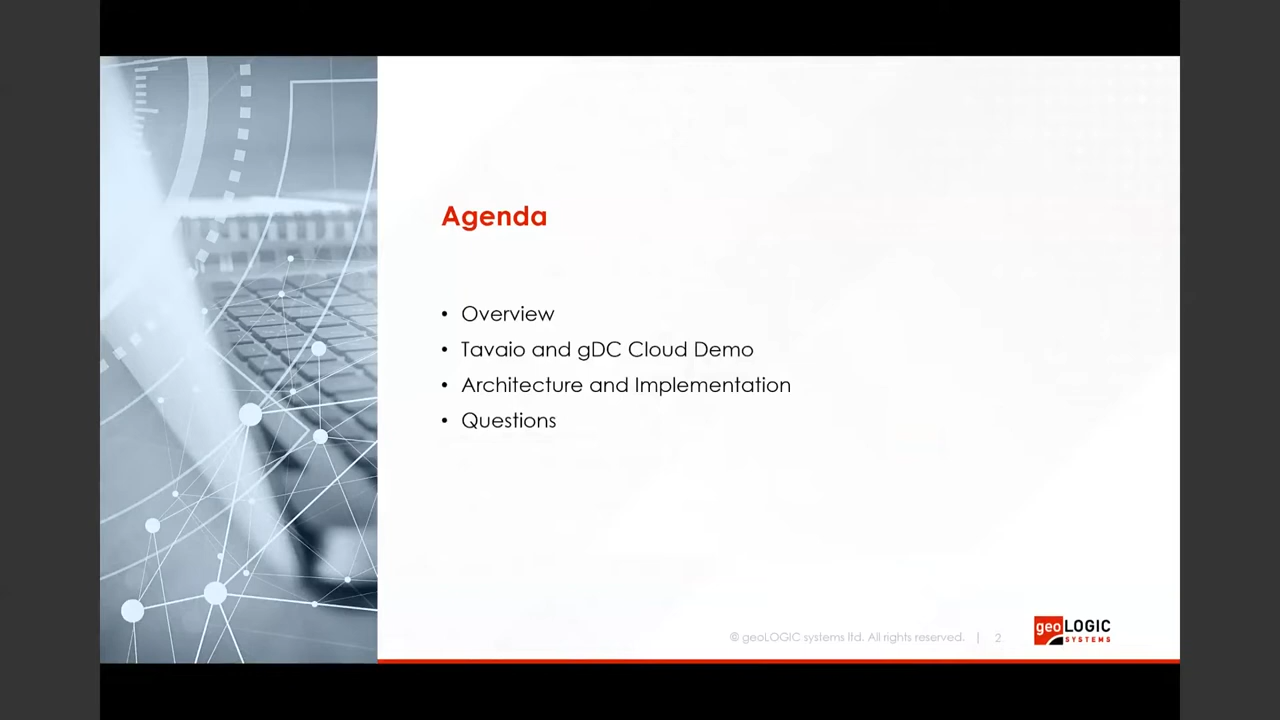 Agenda
• Overview
• Tavaio and gDC Cloud Demo
• Architecture and Implementation
• Questions
© geoLOGIC systems ltd. All rights reserved. | 2
geoLOGIC
SYSTEMS